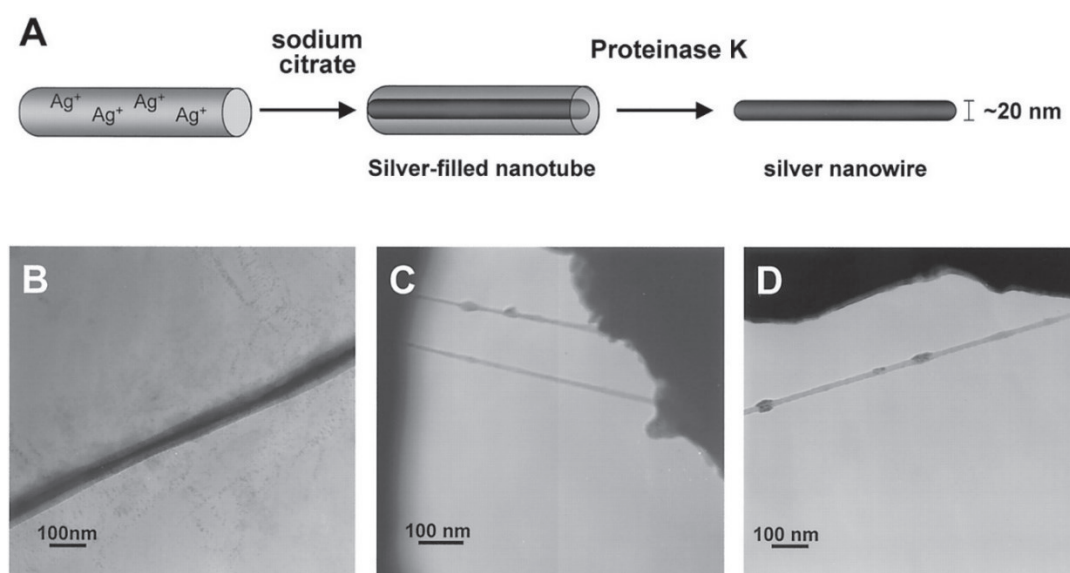 A
sodium
citrate
Proteinase K
Ag⁺ Ag⁺ Ag⁺ Ag⁺
~20 nm
Silver-filled nanotube
silver nanowire
B
100nm
C
100 nm
D
100 nm